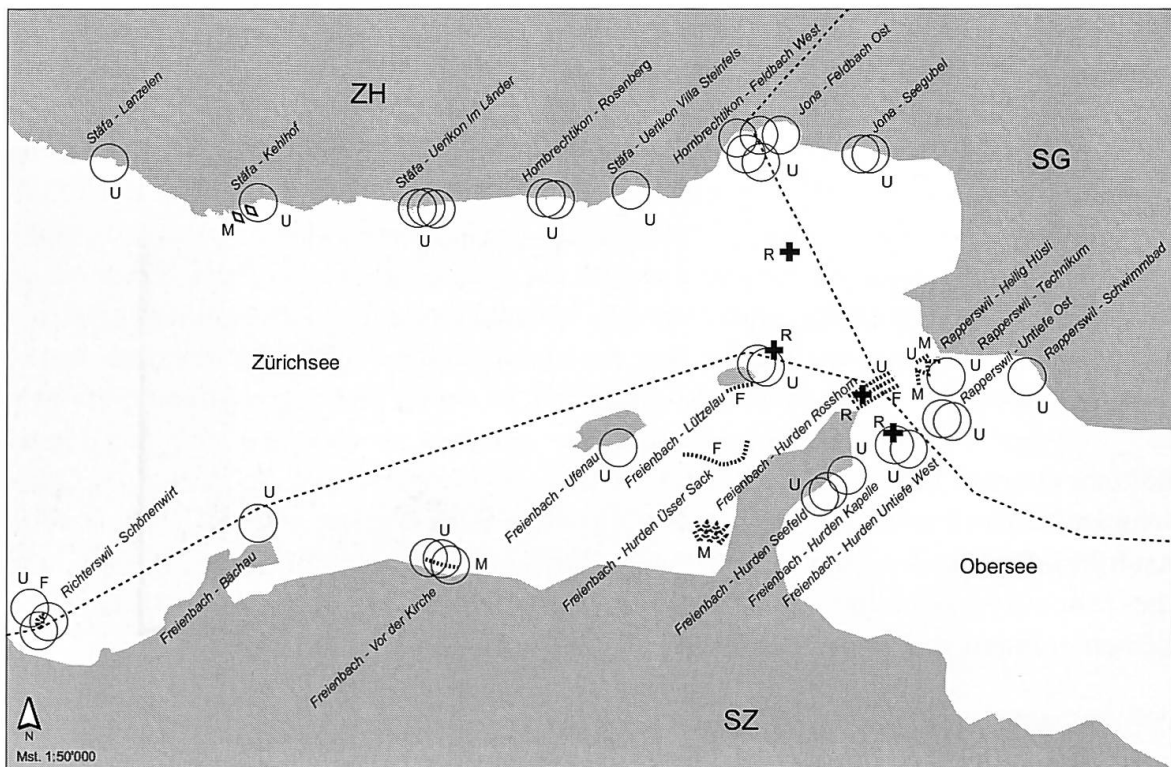 ZH
SG
SZ
Zürichsee
Obersee
Stäfa - Lanzelen
U
Stäfa - Kehlhof
M
U
Stäfa - Uerikon Im Länder
U
Hombrechtikon - Rosenberg
U
Stäfa - Uerikon Villa Steinfels
U
Hombrechtikon - Feldbach West
Jona - Feldbach Ost
U
Jona - Seegubel
U
R
R
U
F
Rapperswil - Heilig Hüsli
Rapperswil - Technikum
Rapperswil - Untiefe Ost
Rapperswil - Schwimmbad
M
U
M
U
U
U
U
F
R
R
U
Freienbach - Lützelau
Freienbach - Hurden Rosshorn
F
Freienbach - Ufenau
U
Freienbach - Hurden Üsser Sack
M
U
U
Freienbach - Hurden Seefeld
Freienbach - Hurden Kapelle
Freienbach - Hurden Untiefe West
U
F
Richterswil - Schönenwirt
U
Freienbach - Bächau
U
M
Freienbach - Vor der Kirche
N
Mst. 1:50'000